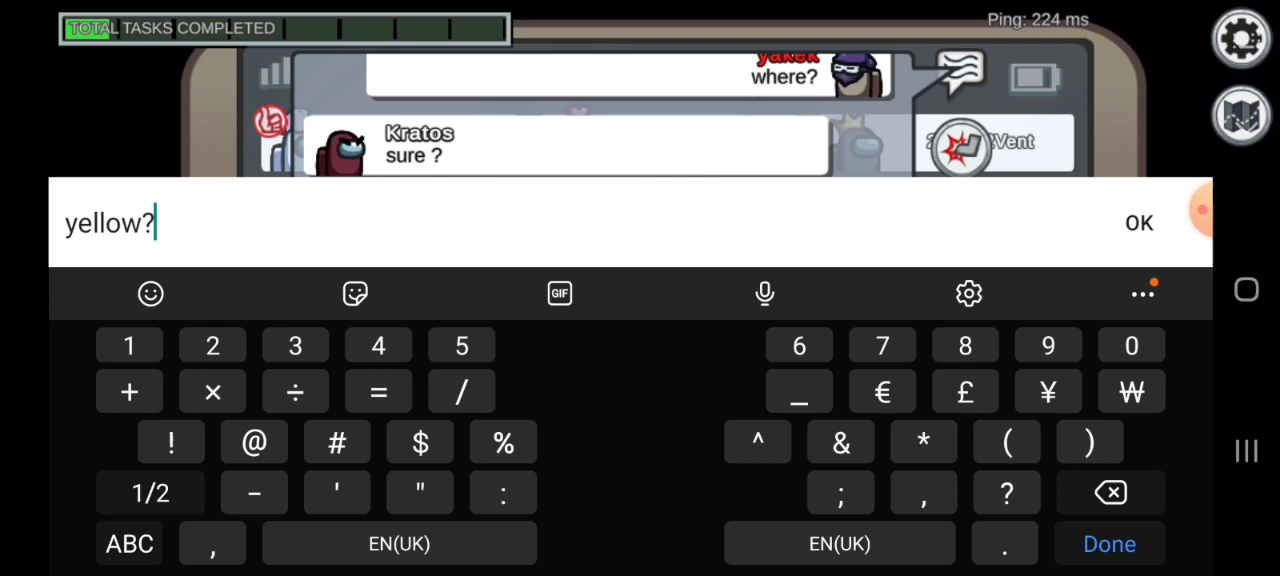 TOTAL TASKS COMPLETED
Ping: 224 ms
yakek
where?
Kratos
sure ?
Vent
yellow?
OK
GIF
1 2 3 4 5 6 7 8 9 0
+ × ÷ = / _ € £ ¥ ₩
! @ # $ % ^ & * ( )
1/2 - ' " : ; , ?
ABC , EN(UK) EN(UK) . Done